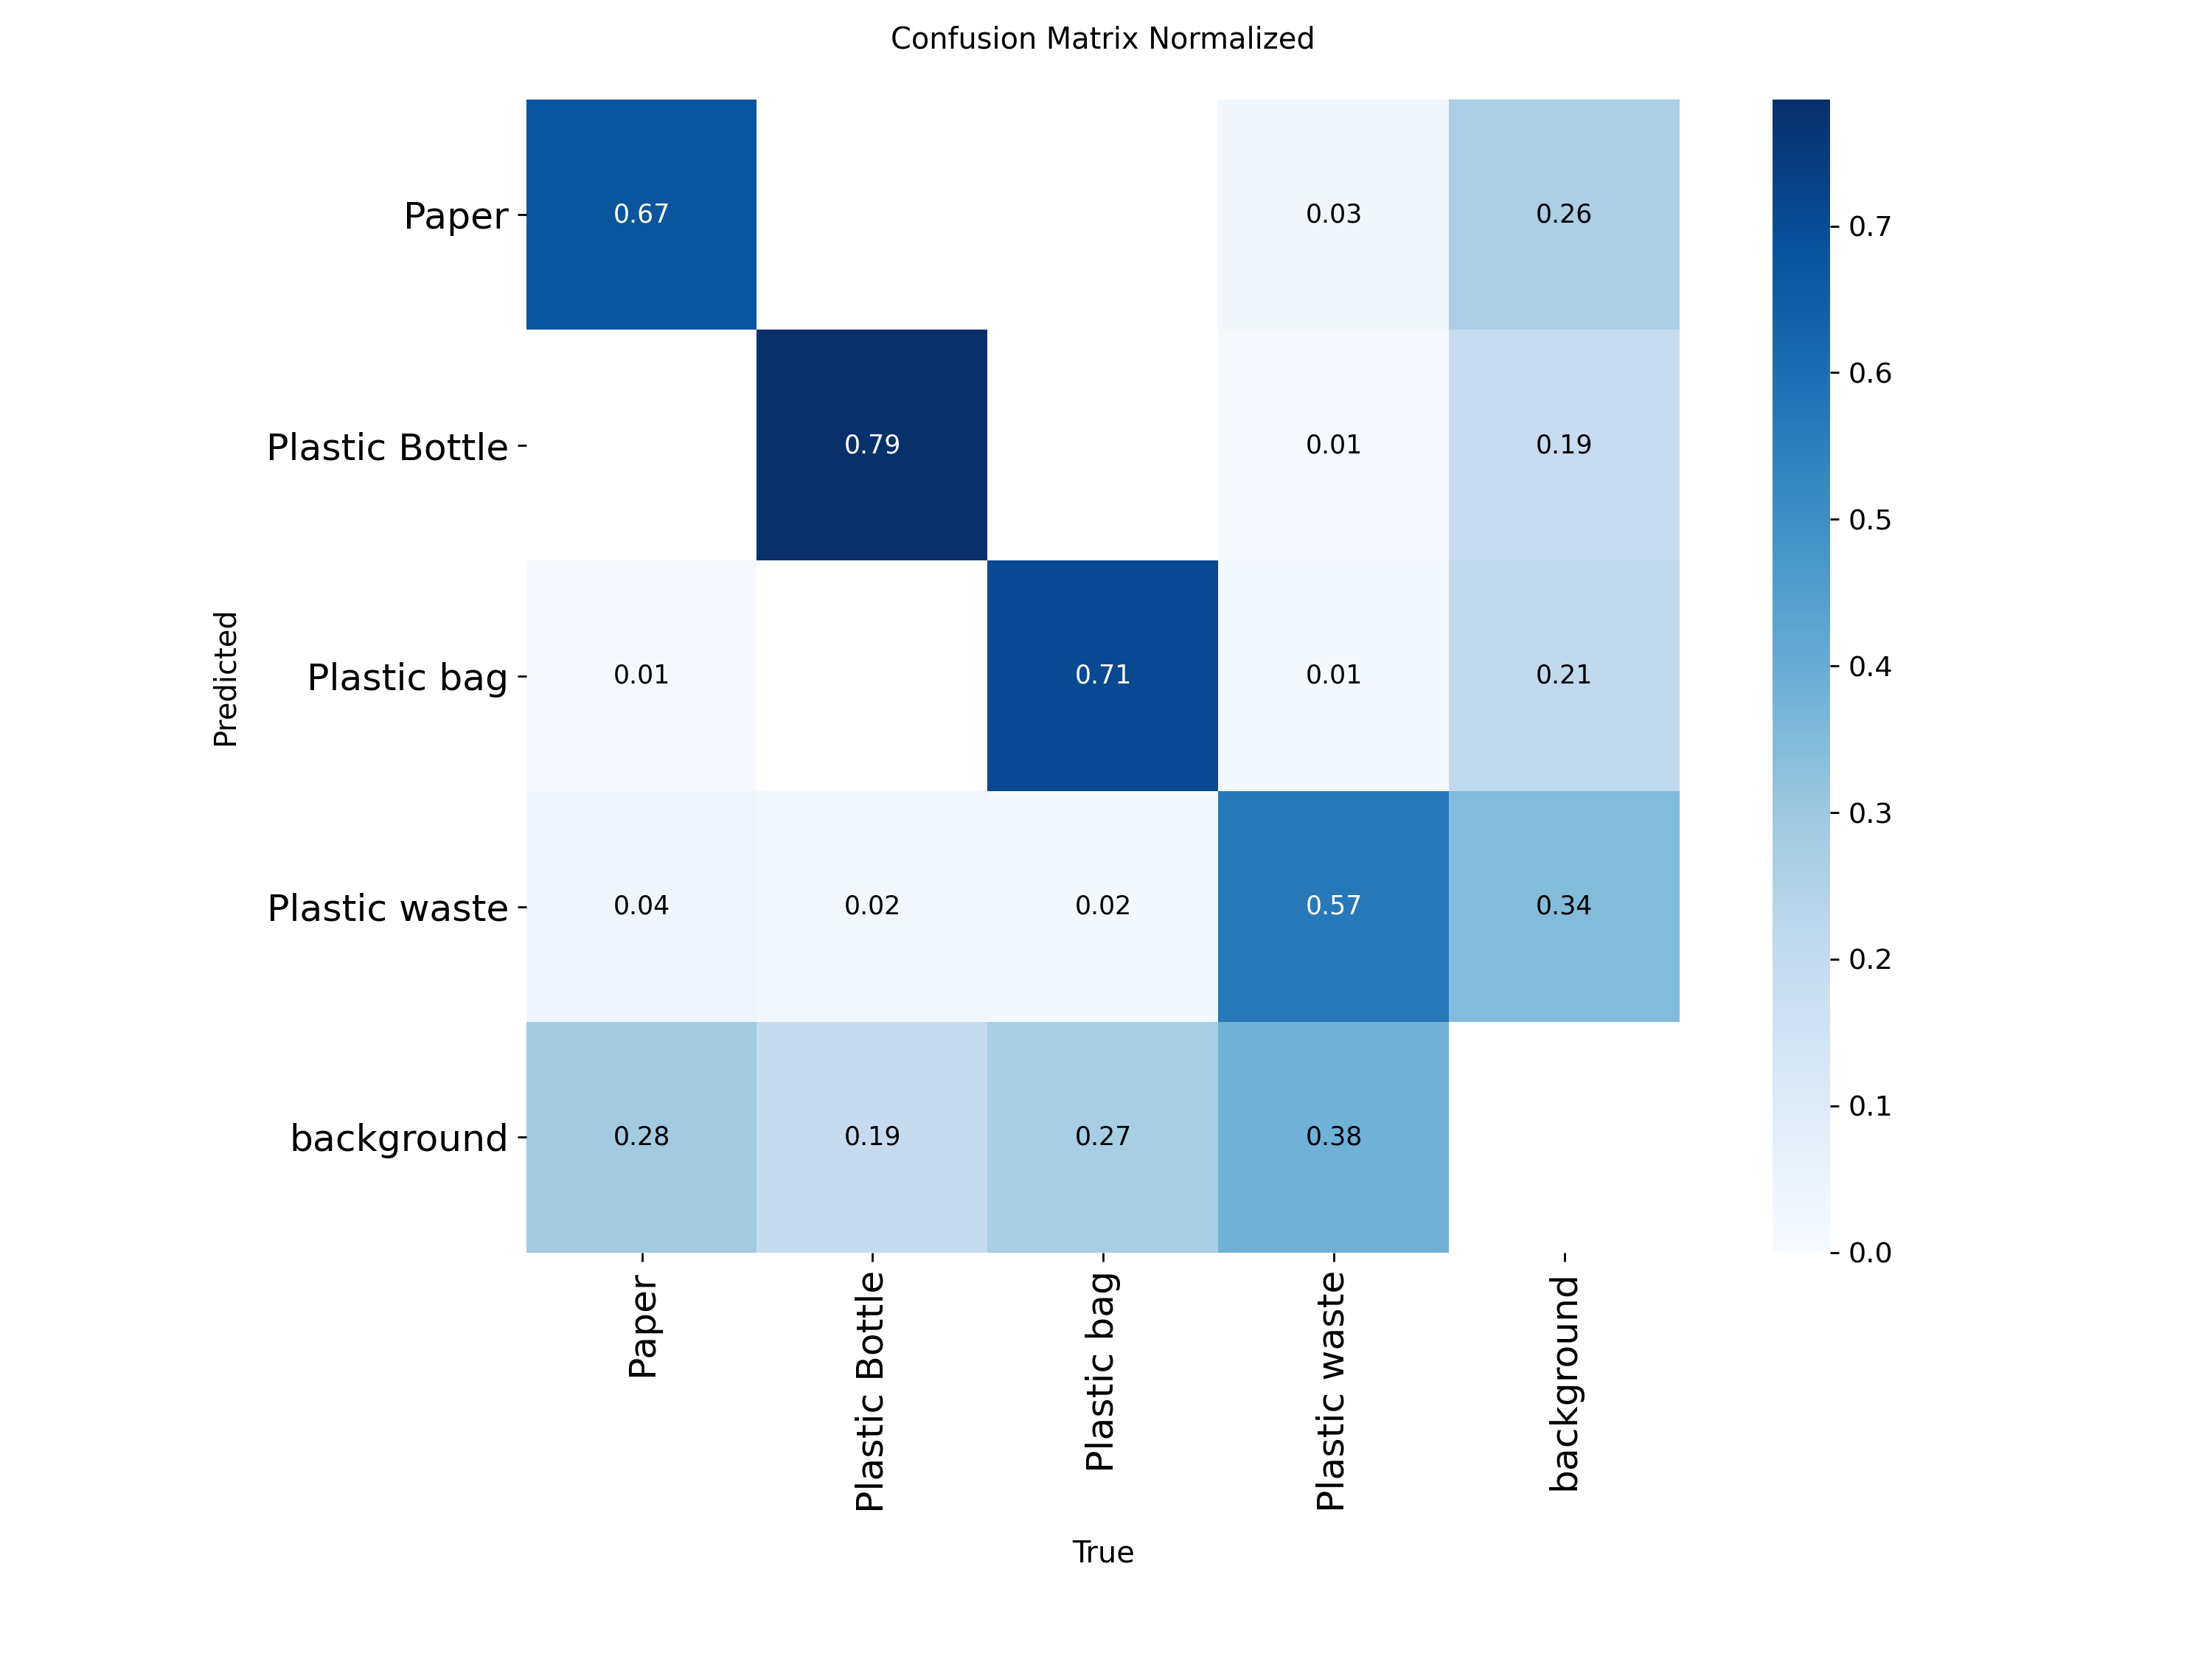 Confusion Matrix Normalized
Paper
0.67
0.03
0.26
Plastic Bottle
0.79
0.01
0.19
Plastic bag
0.01
0.71
0.01
0.21
Plastic waste
0.04
0.02
0.02
0.57
0.34
background
0.28
0.19
0.27
0.38
Predicted
Paper
Plastic Bottle
Plastic bag
Plastic waste
background
True
0.7
0.6
0.5
0.4
0.3
0.2
0.1
0.0